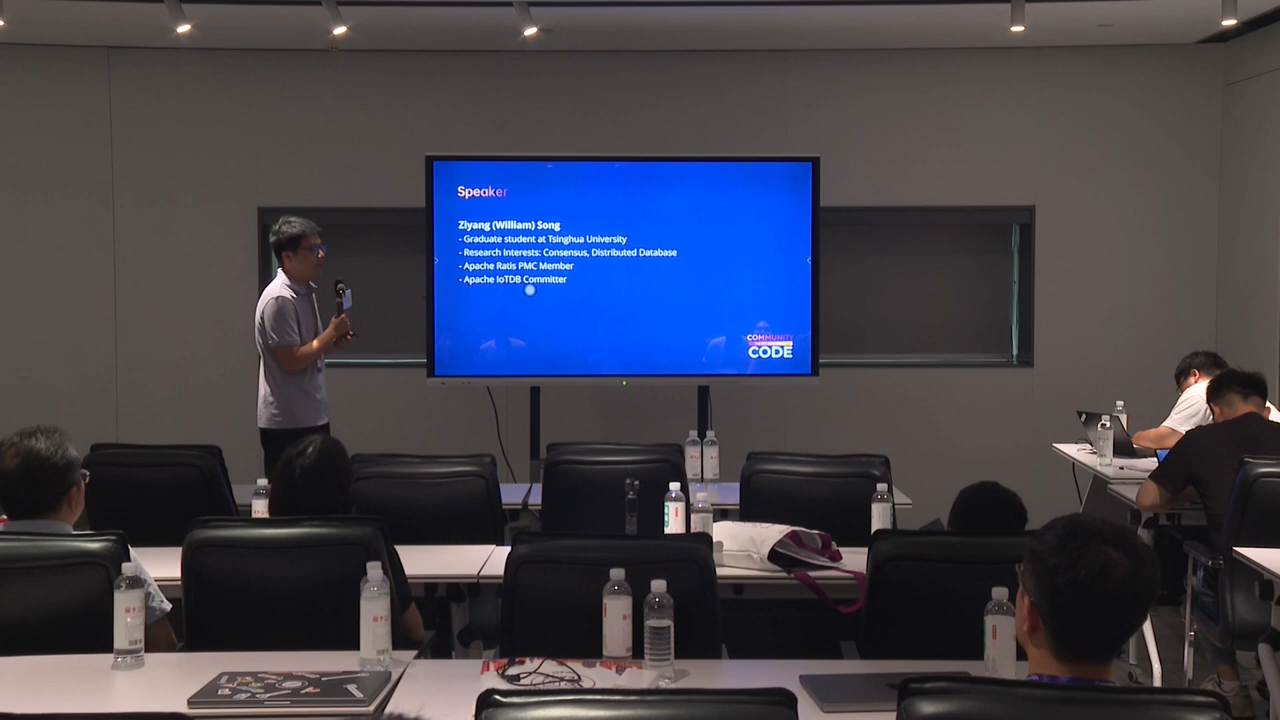 Speaker
Ziyang (William) Song
- Graduate student at Tsinghua University
- Research Interests: Consensus, Distributed Database
- Apache Ratis PMC Member
- Apache IoTDB Committer
COMMUNITY
CODE